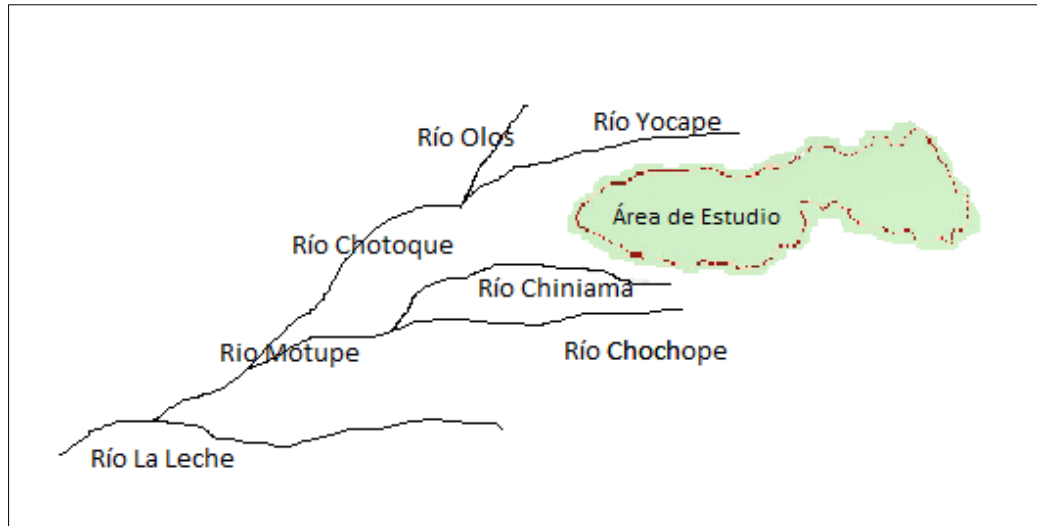 Río Yocape
Río Olos
Área de Estudio
Río Chotoque
Río Chiniama
Rio Motupe
Río Chochope
Río La Leche